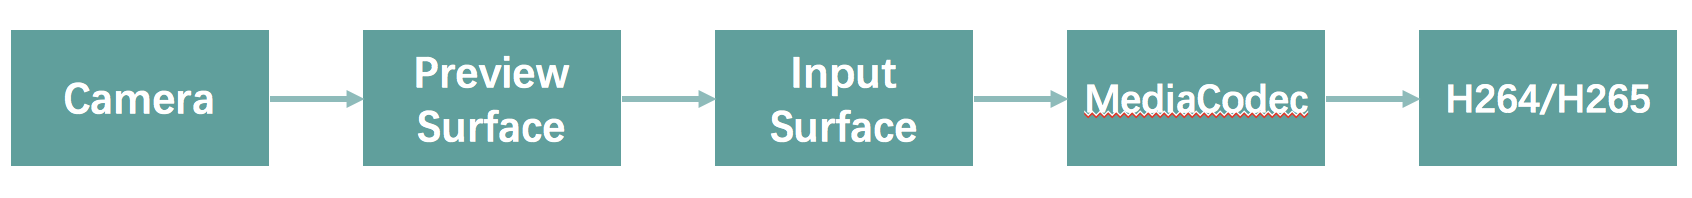 Camera
Preview
Surface
Input
Surface
MediaCodec
H264/H265